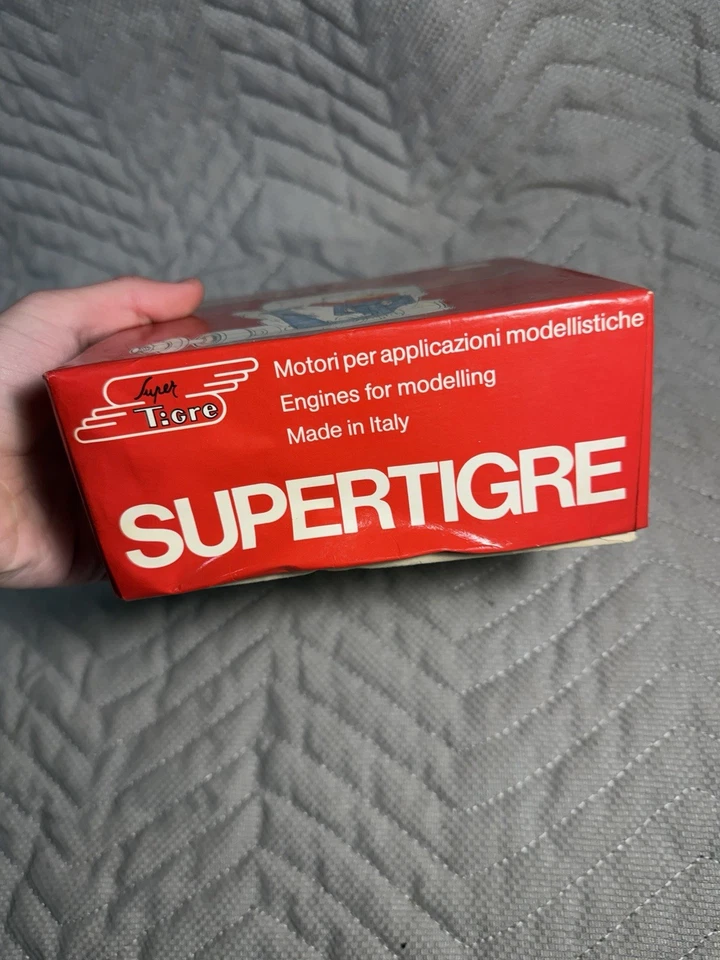 Super
Tigre
Motori per applicazioni modellistiche
Engines for modelling
Made in Italy
SUPERTIGRE